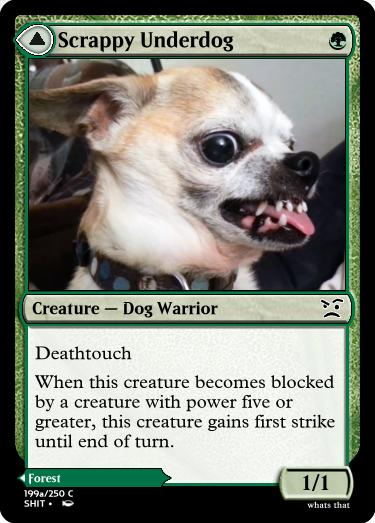 Scrappy Underdog
Creature — Dog Warrior
Deathtouch
When this creature becomes blocked
by a creature with power five or
greater, this creature gains first strike
until end of turn.
Forest
1/1
199a/250 C
SHIT •
whats that